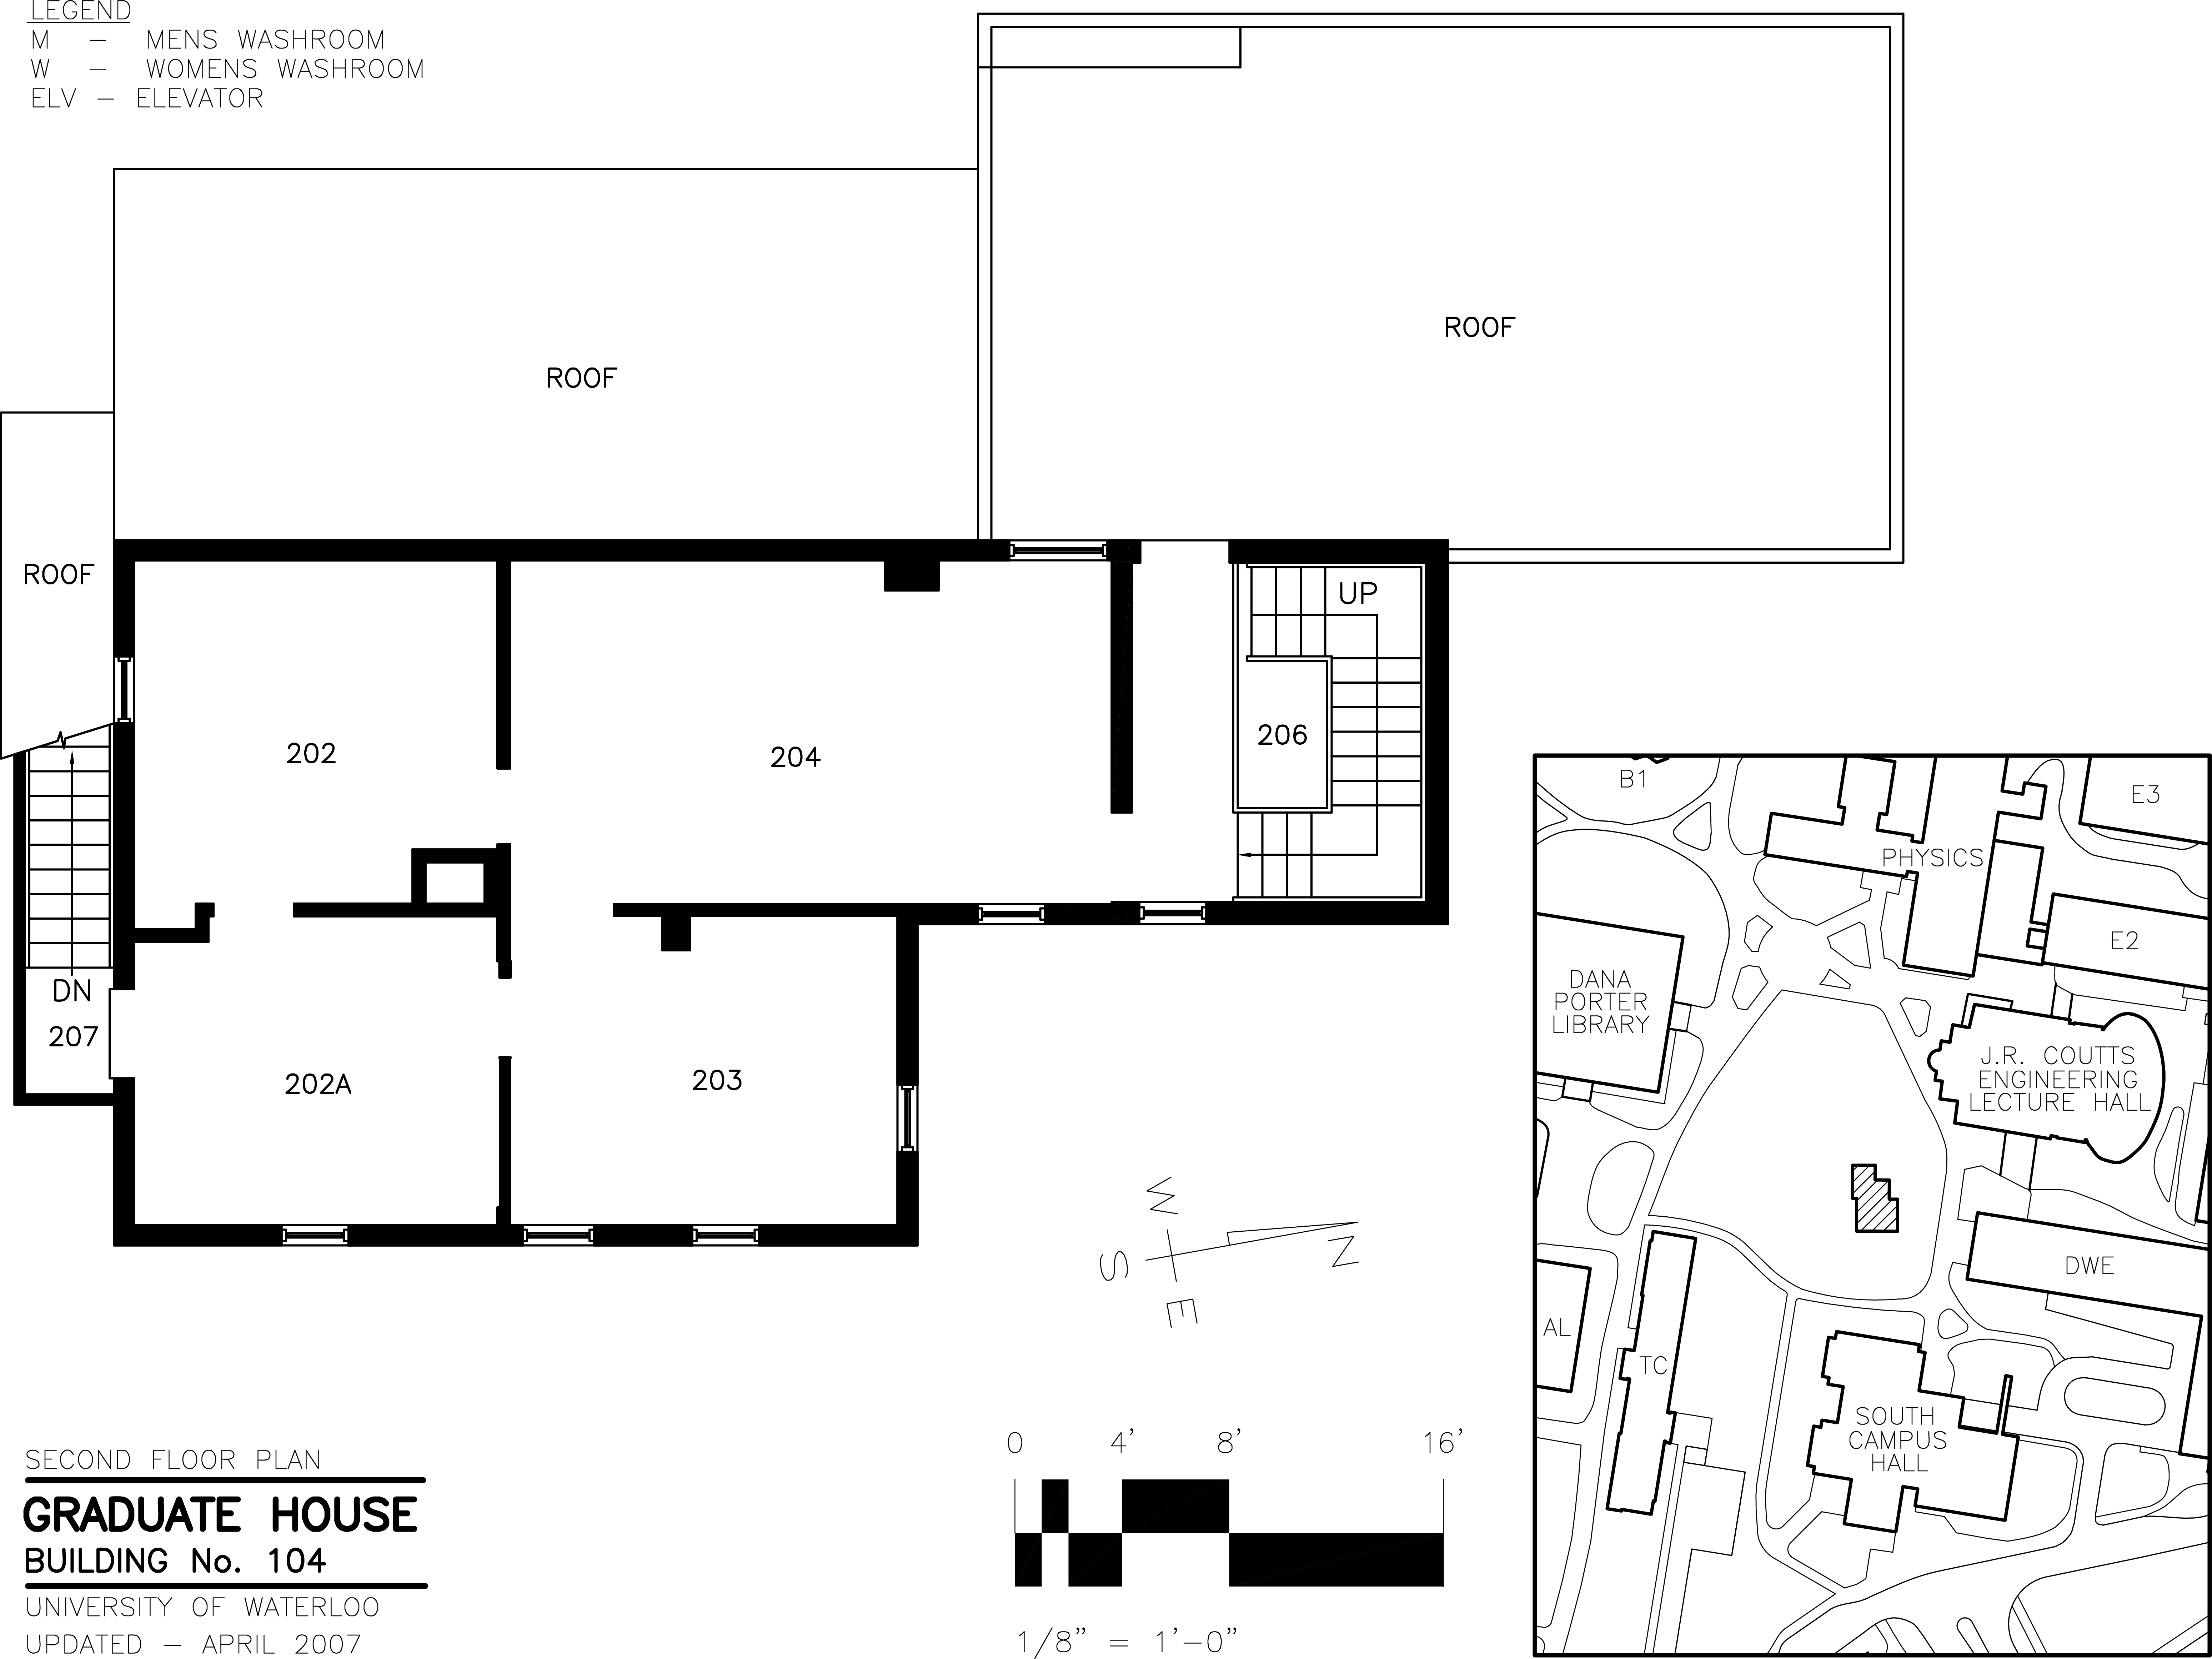 LEGEND
M – MENS WASHROOM
W – WOMENS WASHROOM
ELV – ELEVATOR
ROOF
ROOF
ROOF
UP
202
204
206
DN
207
202A
203
W
N
S
E
B1
E3
PHYSICS
E2
DANA
PORTER
LIBRARY
J.R. COUTTS
ENGINEERING
LECTURE HALL
DWE
AL
TC
SOUTH
CAMPUS
HALL
0 4' 8' 16'
1/8" = 1'–0"
SECOND FLOOR PLAN
GRADUATE HOUSE
BUILDING No. 104
UNIVERSITY OF WATERLOO
UPDATED – APRIL 2007